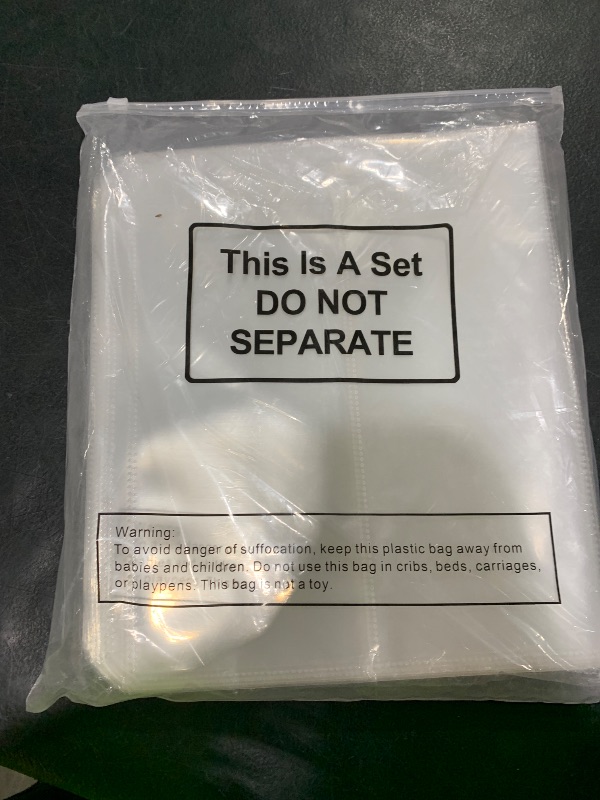 This Is A Set
DO NOT
SEPARATE
Warning:
To avoid danger of suffocation, keep this plastic bag away from
babies and children. Do not use this bag in cribs, beds, carriages,
or playpens. This bag is not a toy.